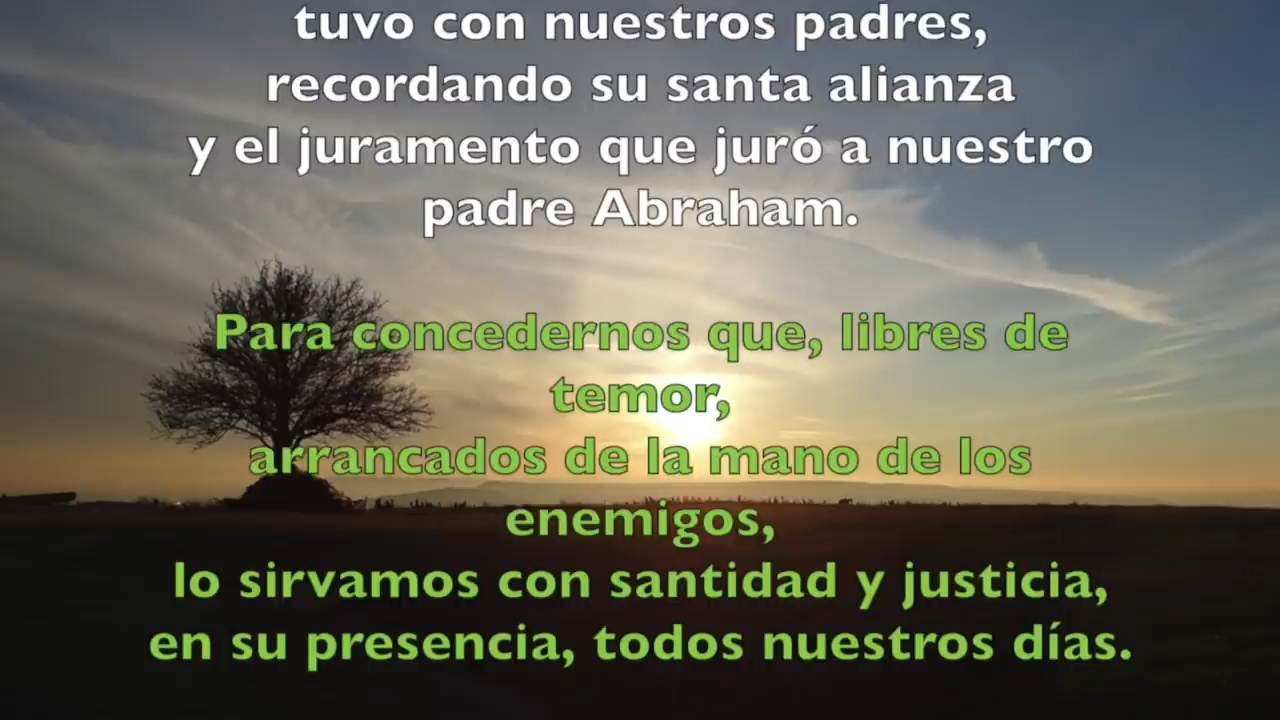 tuvo con nuestros padres,
recordando su santa alianza
y el juramento que juró a nuestro
padre Abraham.
Para concedernos que, libres de
temor,
arrancados de la mano de los
enemigos,
lo sirvamos con santidad y justicia,
en su presencia, todos nuestros días.